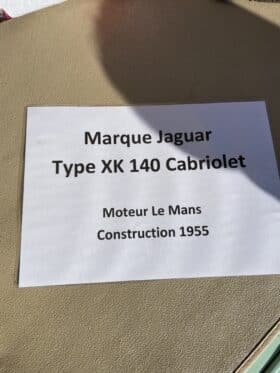 Marque Jaguar
Type XK 140 Cabriolet
Moteur Le Mans
Construction 1955